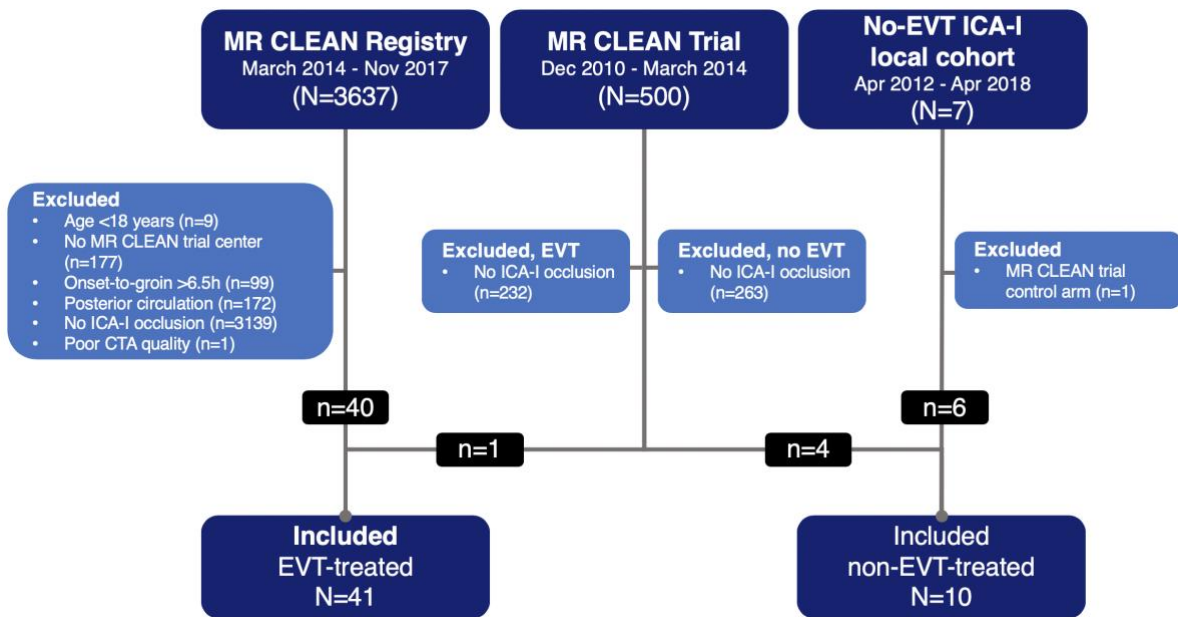 MR CLEAN Registry
March 2014 - Nov 2017
(N=3637)
MR CLEAN Trial
Dec 2010 - March 2014
(N=500)
No-EVT ICA-I
local cohort
Apr 2012 - Apr 2018
(N=7)
Excluded
• Age <18 years (n=9)
• No MR CLEAN trial center
(n=177)
• Onset-to-groin >6.5h (n=99)
• Posterior circulation (n=172)
• No ICA-I occlusion (n=3139)
• Poor CTA quality (n=1)
Excluded, EVT
• No ICA-I occlusion
(n=232)
Excluded, no EVT
• No ICA-I occlusion
(n=263)
Excluded
• MR CLEAN trial
control arm (n=1)
n=40
n=6
n=1
n=4
Included
EVT-treated
N=41
Included
non-EVT-treated
N=10